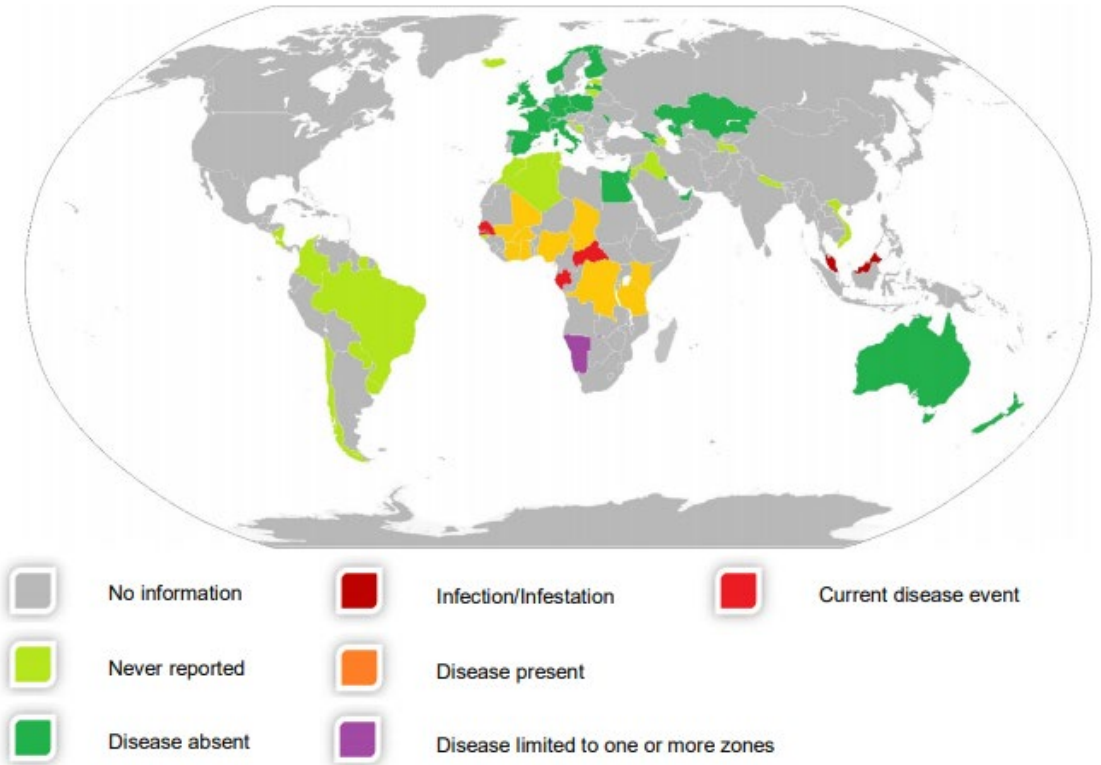 No information
Infection/Infestation
Current disease event
Never reported
Disease present
Disease absent
Disease limited to one or more zones